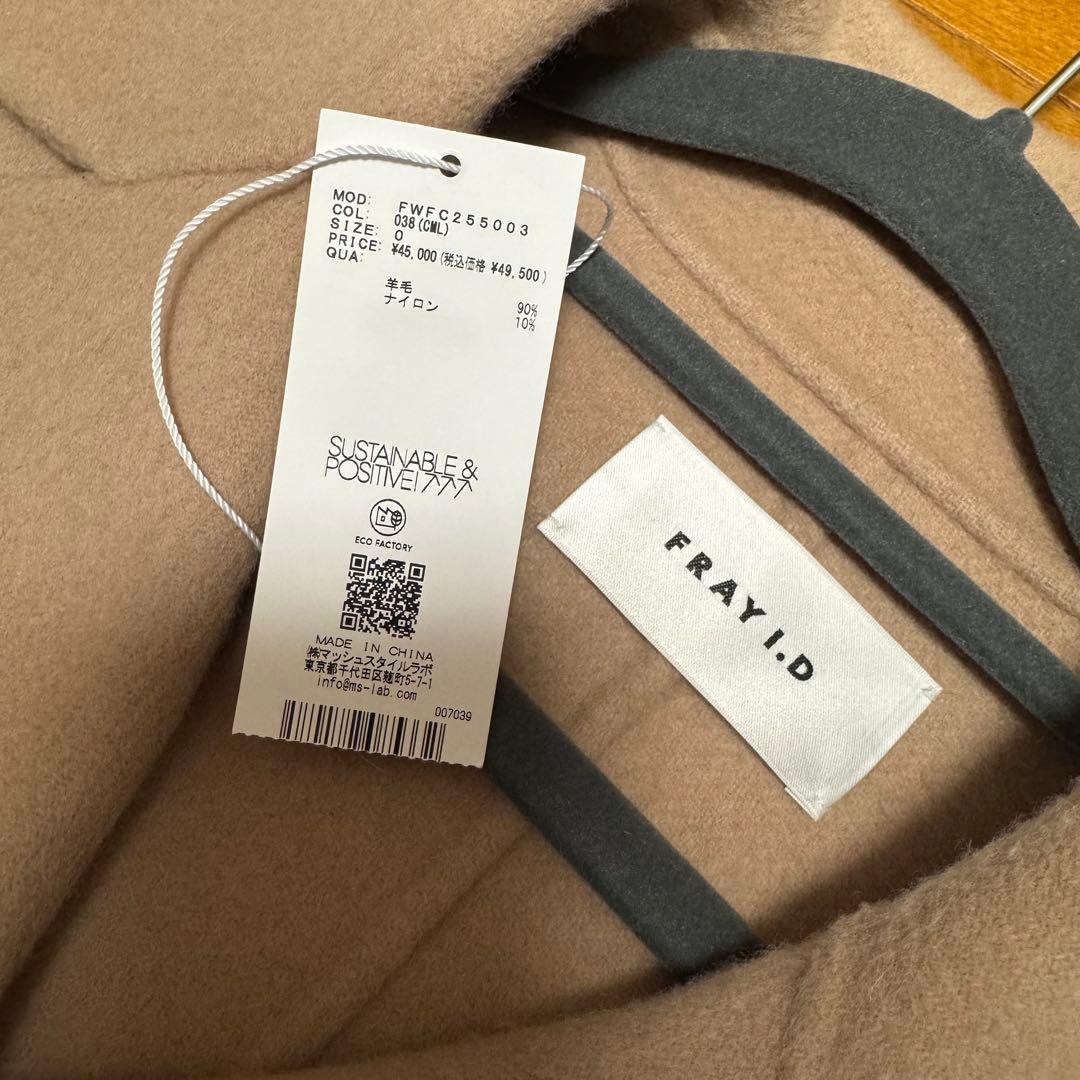 MOD: FWFC255003
COL: 038(CML)
SIZE: 0
PRICE: ¥45,000(税込価格 ¥49,500)
QUA:
羊毛 90%
ナイロン 10%
SUSTAINABLE &
POSITIVE!
ECO FACTORY
MADE IN CHINA
㈱マッシュスタイルラボ
東京都千代田区麹町5-7-1
info@ms-lab.com
007039
FRAY I.D